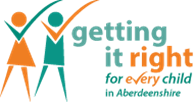 getting
it right
for every child
in Aberdeenshire